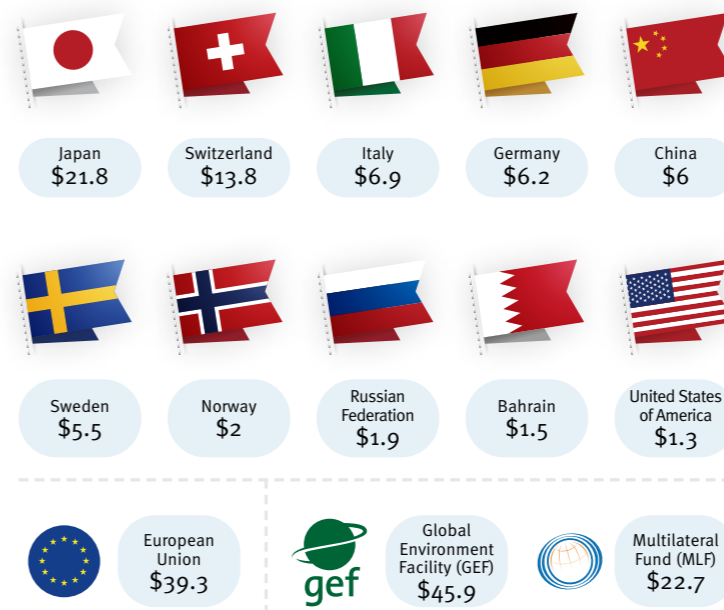 Japan
$21.8
Switzerland
$13.8
Italy
$6.9
Germany
$6.2
China
$6
Sweden
$5.5
Norway
$2
Russian
Federation
$1.9
Bahrain
$1.5
United States
of America
$1.3
European
Union
$39.3
gef
Global
Environment
Facility (GEF)
$45.9
Multilateral
Fund (MLF)
$22.7